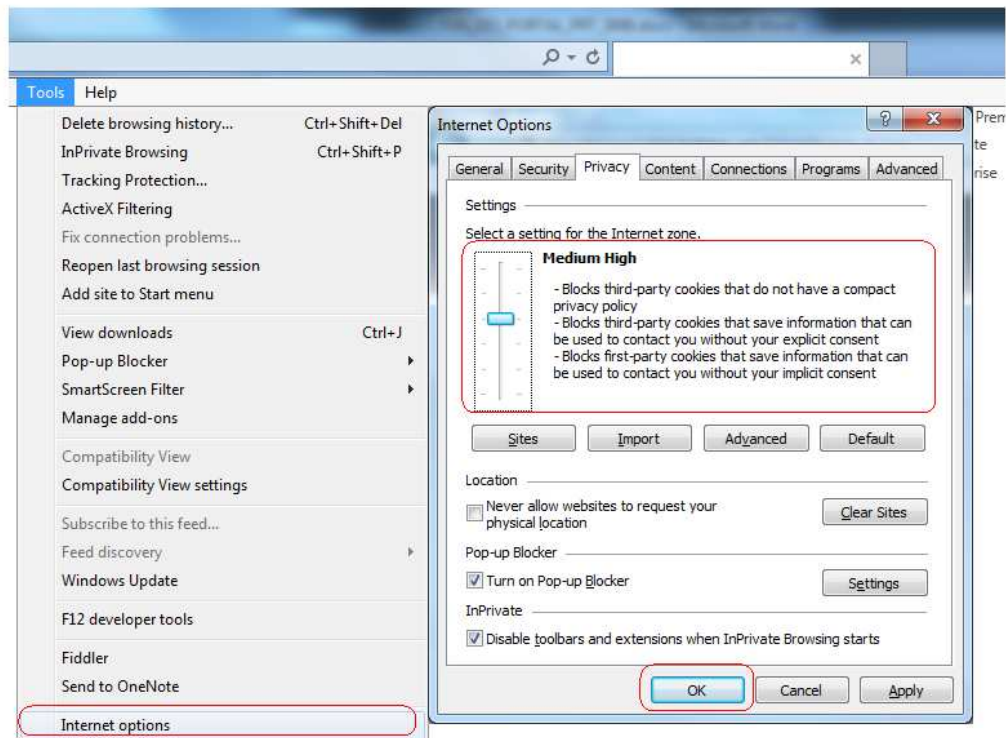 Tools Help
Delete browsing history... Ctrl+Shift+Del
InPrivate Browsing Ctrl+Shift+P
Tracking Protection...
ActiveX Filtering
Fix connection problems...
Reopen last browsing session
Add site to Start menu
View downloads Ctrl+J
Pop-up Blocker
SmartScreen Filter
Manage add-ons
Compatibility View
Compatibility View settings
Subscribe to this feed...
Feed discovery
Windows Update
F12 developer tools
Fiddler
Send to OneNote
Internet options
Internet Options
General Security Privacy Content Connections Programs Advanced
Settings
Select a setting for the Internet zone.
Medium High
- Blocks third-party cookies that do not have a compact
privacy policy
- Blocks third-party cookies that save information that can
be used to contact you without your explicit consent
- Blocks first-party cookies that save information that can
be used to contact you without your implicit consent
Sites Import Advanced Default
Location
Never allow websites to request your
physical location
Clear Sites
Pop-up Blocker
Turn on Pop-up Blocker
Settings
InPrivate
Disable toolbars and extensions when InPrivate Browsing starts
OK Cancel Apply
Prem
te
rise